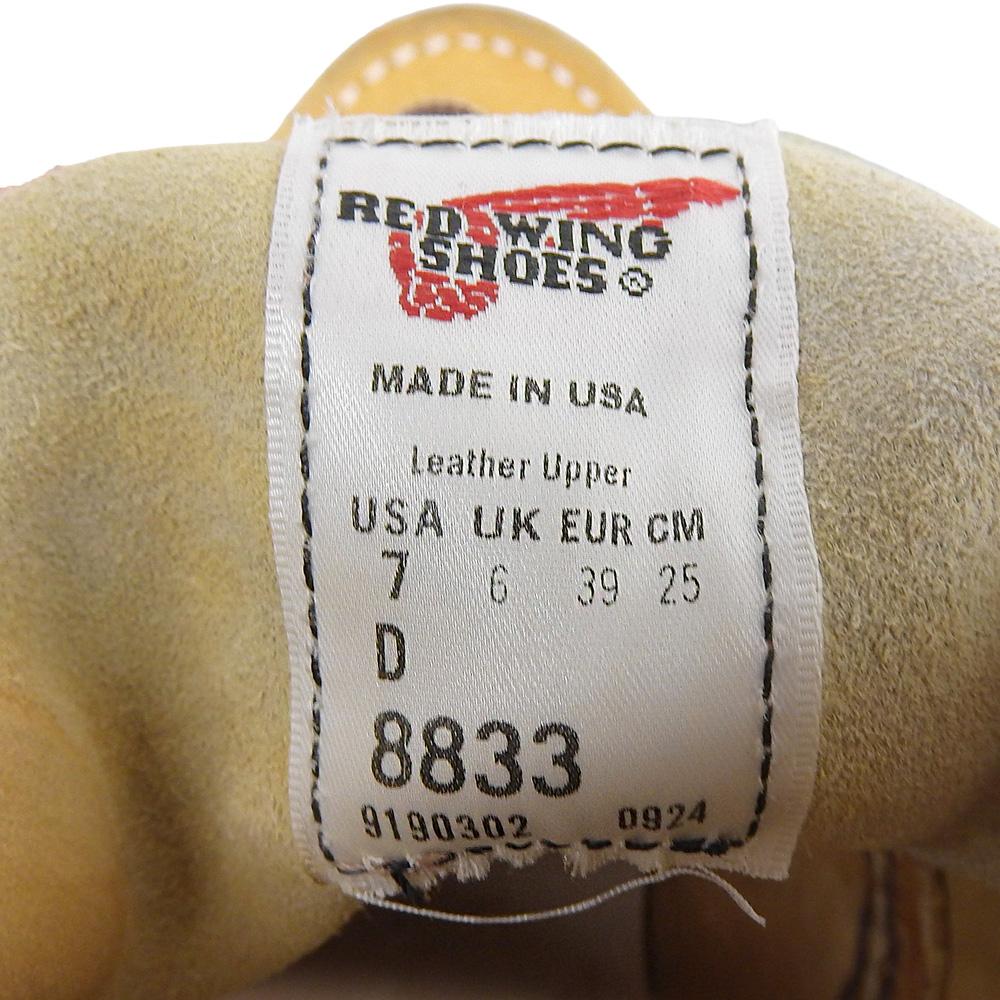 RED WING
SHOES ®
MADE IN USA
Leather Upper
USA UK EUR CM
7 6 39 25
D
8833
9190302 0924